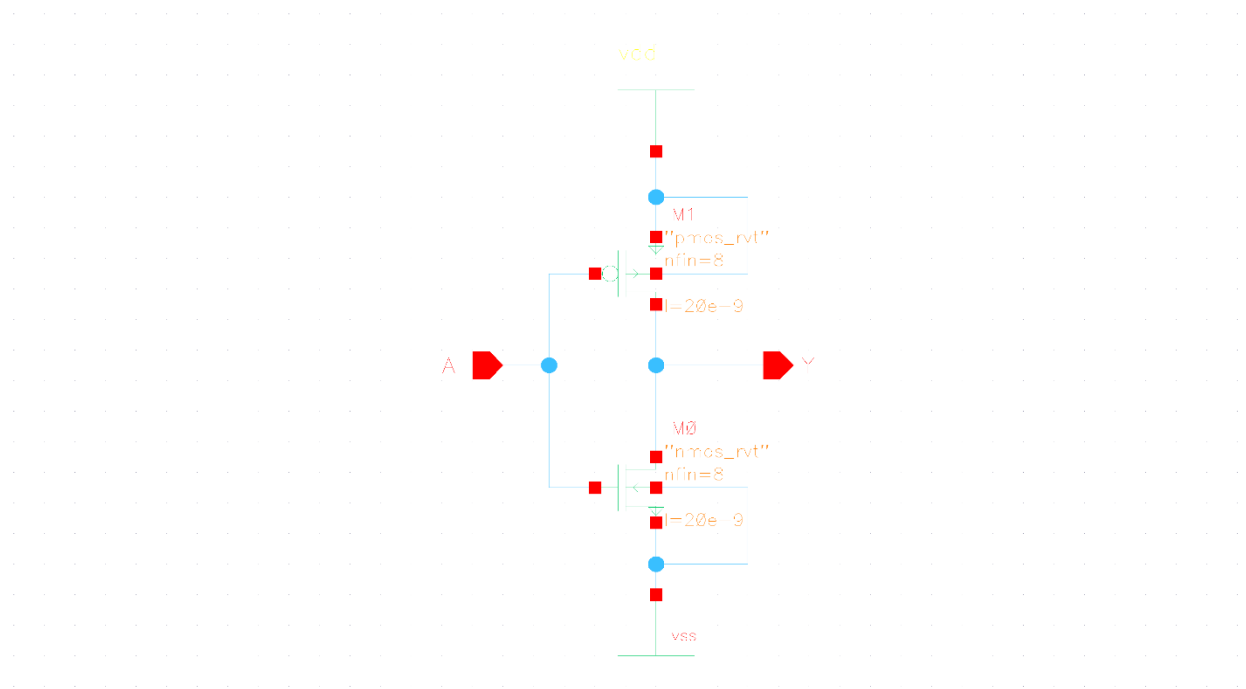 vdd
M1
"pmos_rvt"
nfin=8
l=20e-9
A
Y
M0
"nmos_rvt"
nfin=8
l=20e-9
vss